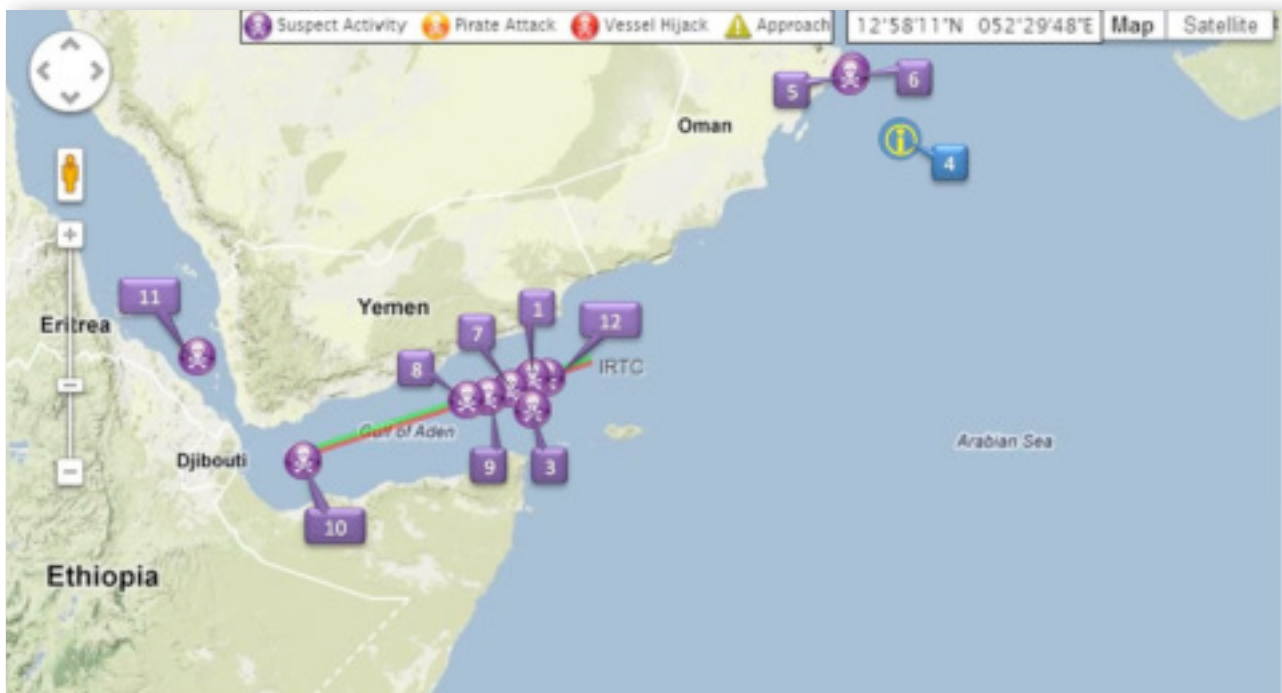 Suspect Activity Pirate Attack Vessel Hijack Approach
12°58'11"N 052°29'48"E Map Satellite
5
6
Oman
4
11
Eritrea
Yemen
7
1
12
8
IRTC
Gulf of Aden
Arabian Sea
Djibouti
9
3
10
Ethiopia